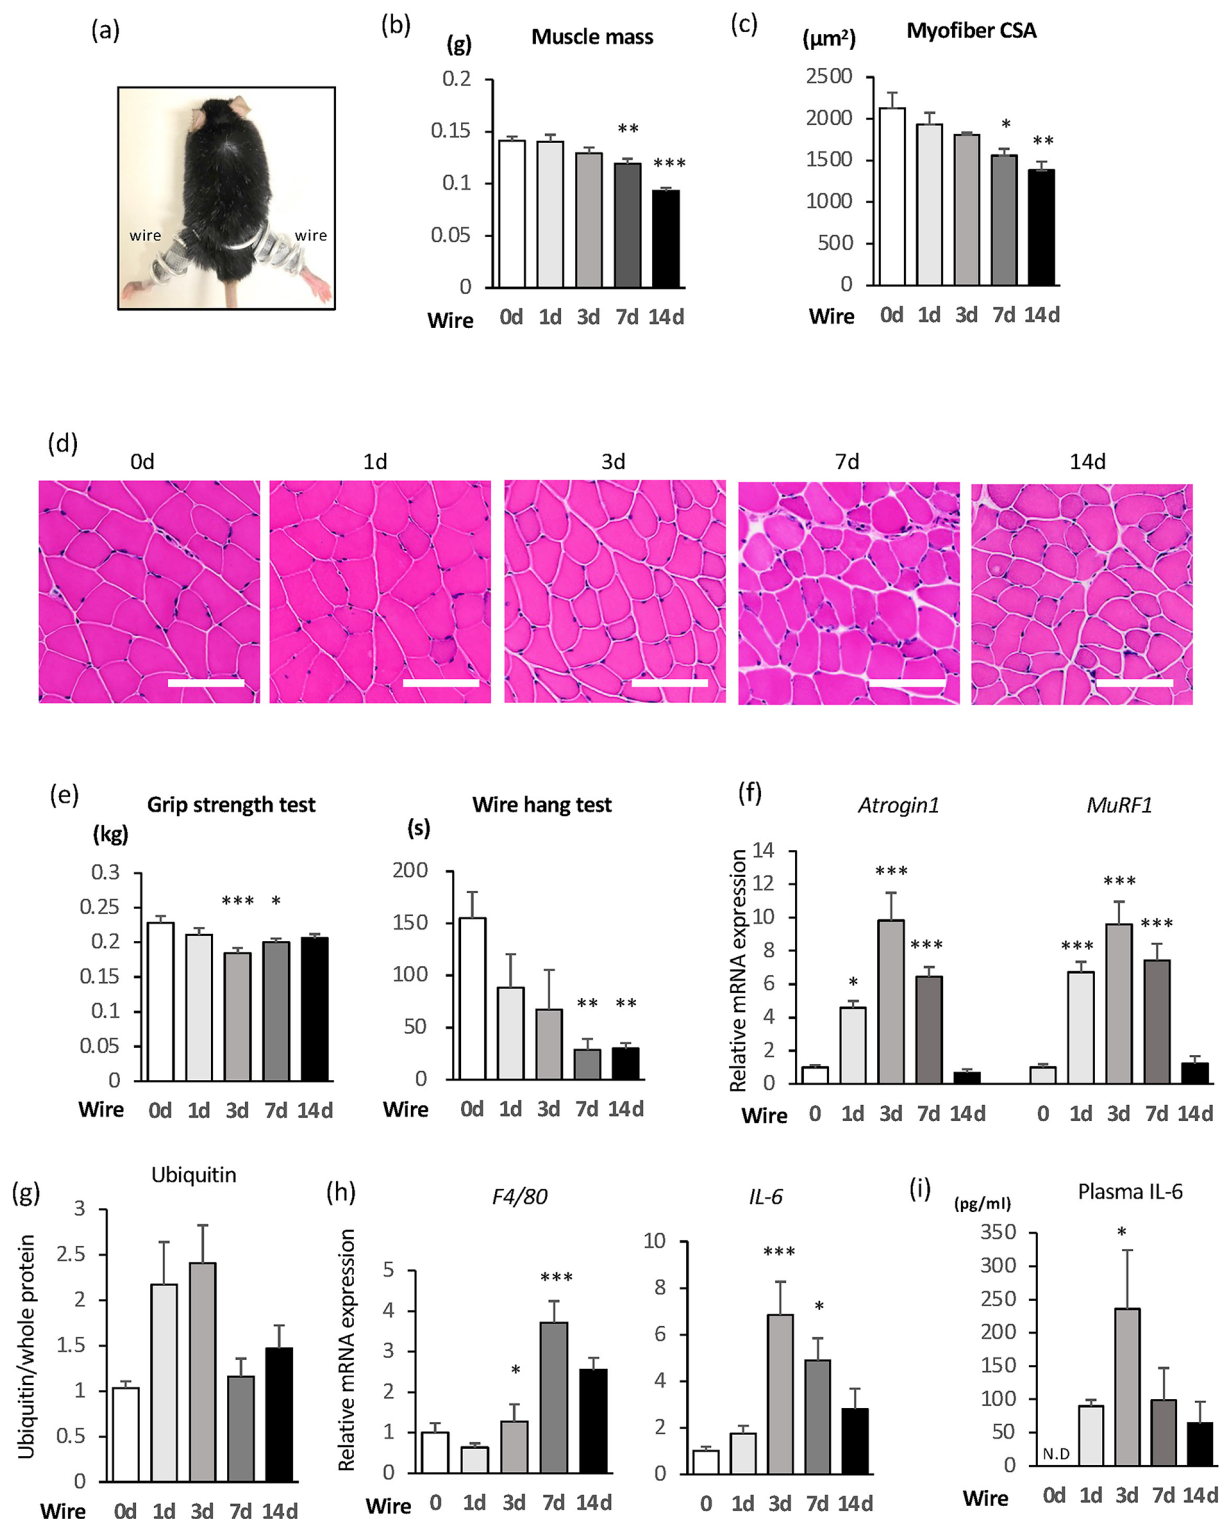 (a)
wire
wire
(b)
(g)
Muscle mass
0.2
0.15
0.1
0.05
0
**
***
Wire 0d 1d 3d 7d 14d
(c)
(µm²)
Myofiber CSA
2500
2000
1500
1000
500
0
*
**
Wire 0d 1d 3d 7d 14d
(d)
0d 1d 3d 7d 14d
(e)
Grip strength test
(kg)
0.3
0.25
0.2
0.15
0.1
0.05
0
*** *
Wire 0d 1d 3d 7d 14d
Wire hang test
(s)
200
150
100
50
0
** **
Wire 0d 1d 3d 7d 14d
(f)
Atrogin1 MuRF1
Relative mRNA expression
14
12
10
8
6
4
2
0
* *** ***
*** *** ***
Wire 0 1d 3d 7d 14d 0 1d 3d 7d 14d
(g)
Ubiquitin
Ubiquitin/whole protein
3
2.5
2
1.5
1
0.5
0
Wire 0d 1d 3d 7d 14d
(h)
F4/80
Relative mRNA expression
5
4
3
2
1
0
* ***
Wire 0 1d 3d 7d 14d
IL-6
10
8
6
4
2
0
*** *
0 1d 3d 7d 14d
(i)
(pg/ml)
Plasma IL-6
350
300
250
200
150
100
50
0
*
N.D
Wire 0d 1d 3d 7d 14d